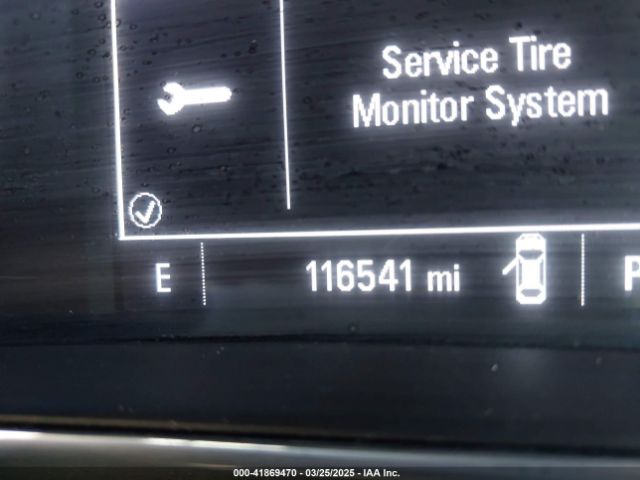 Service Tire
Monitor System
E
116541 mi
P
000-41869470 - 03/25/2025 - IAA Inc.